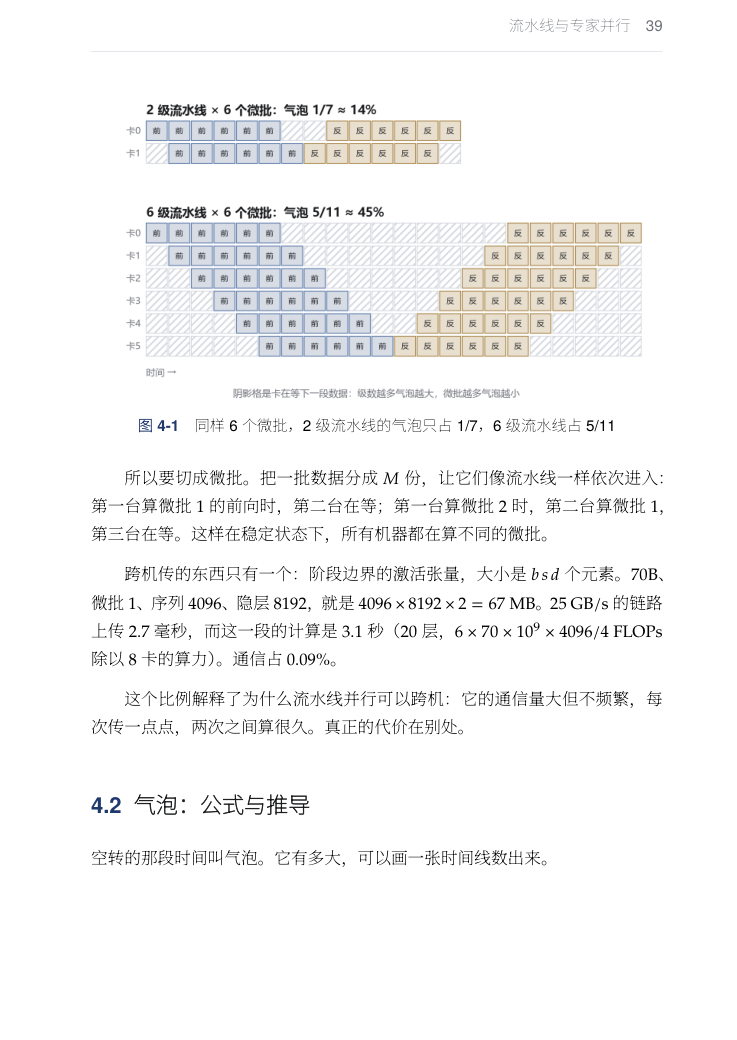 流水线与专家并行 39
2 级流水线 × 6 个微批：气泡 1/7 ≈ 14%
卡0 前 前 前 前 前 前 反 反 反 反 反 反
卡1 前 前 前 前 前 前 反 反 反 反 反 反
6 级流水线 × 6 个微批：气泡 5/11 ≈ 45%
卡0 前 前 前 前 前 前 反 反 反 反 反 反
卡1 前 前 前 前 前 前 反 反 反 反 反 反
卡2 前 前 前 前 前 前 反 反 反 反 反 反
卡3 前 前 前 前 前 前 反 反 反 反 反 反
卡4 前 前 前 前 前 前 反 反 反 反 反 反
卡5 前 前 前 前 前 前 反 反 反 反 反 反
时间 →
阴影格是卡在等下一段数据：级数越多气泡越大，微批越多气泡越小
图 4-1 同样 6 个微批，2 级流水线的气泡只占 1/7，6 级流水线占 5/11
所以要切成微批。把一批数据分成 M 份，让它们像流水线一样依次进入：
第一台算微批 1 的前向时，第二台在等；第一台算微批 2 时，第二台算微批 1，
第三台在等。这样在稳定状态下，所有机器都在算不同的微批。
跨机传的东西只有一个：阶段边界的激活张量，大小是 b s d 个元素。70B、
微批 1、序列 4096、隐层 8192，就是 4096 × 8192 × 2 = 67 MB。25 GB/s 的链路
上传 2.7 毫秒，而这一段的计算是 3.1 秒（20 层，6 × 70 × 10⁹ × 4096/4 FLOPs
除以 8 卡的算力）。通信占 0.09%。
这个比例解释了为什么流水线并行可以跨机：它的通信量大但不频繁，每
次传一点点，两次之间算很久。真正的代价在别处。
4.2 气泡：公式与推导
空转的那段时间叫气泡。它有多大，可以画一张时间线数出来。